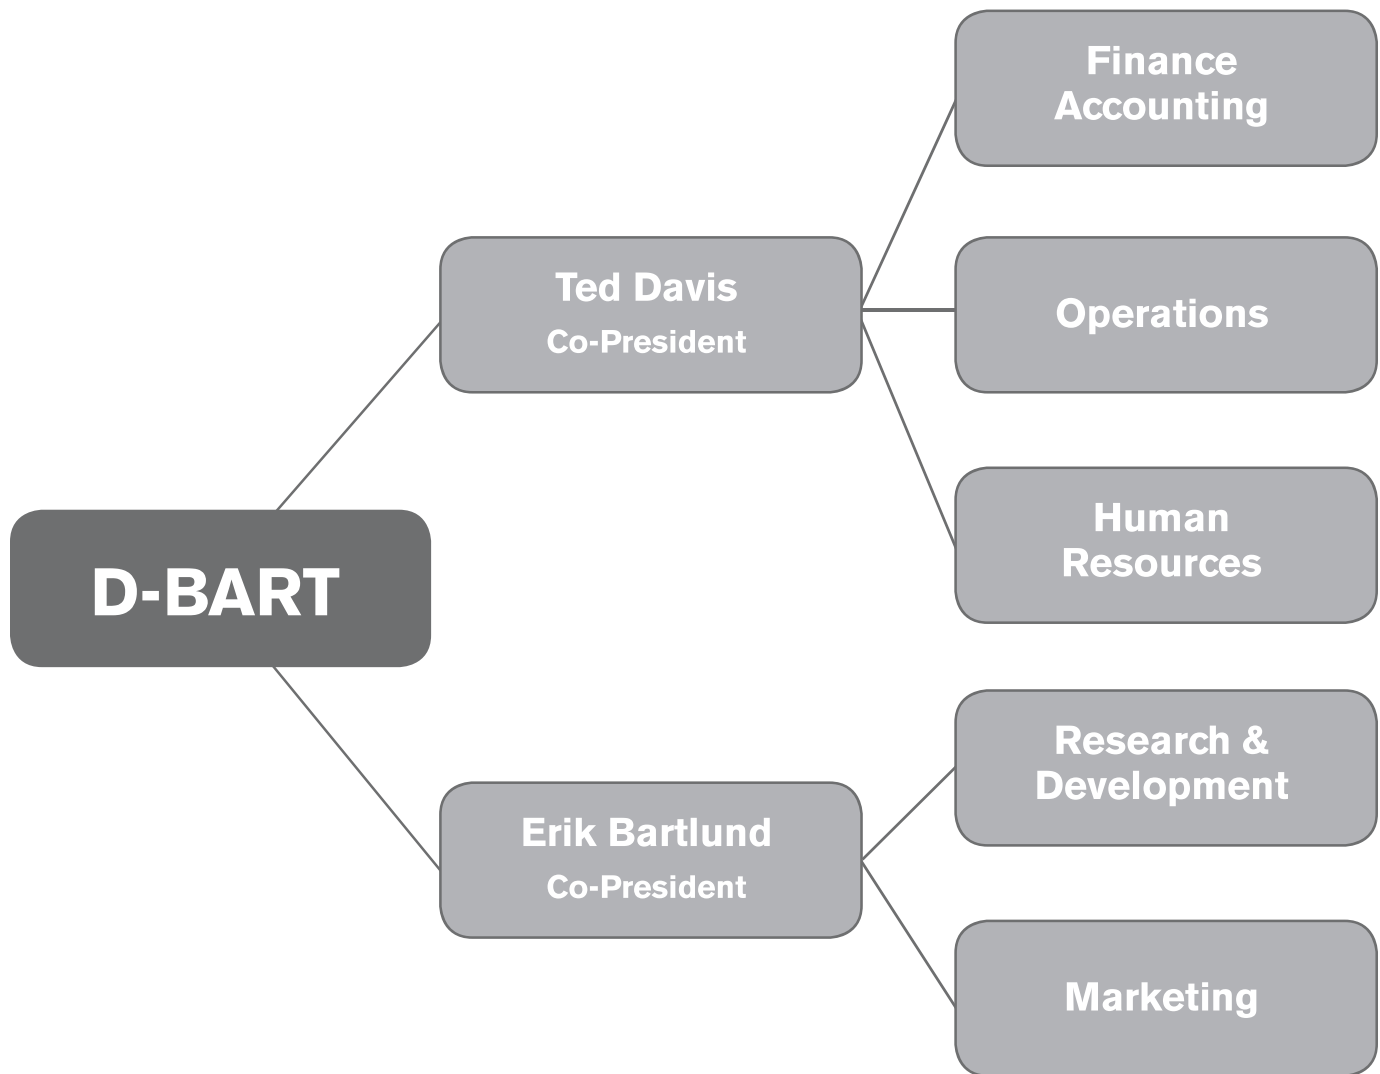 Finance
Accounting
Ted Davis
Co-President
Operations
Human
Resources
D-BART
Research &
Development
Erik Bartlund
Co-President
Marketing